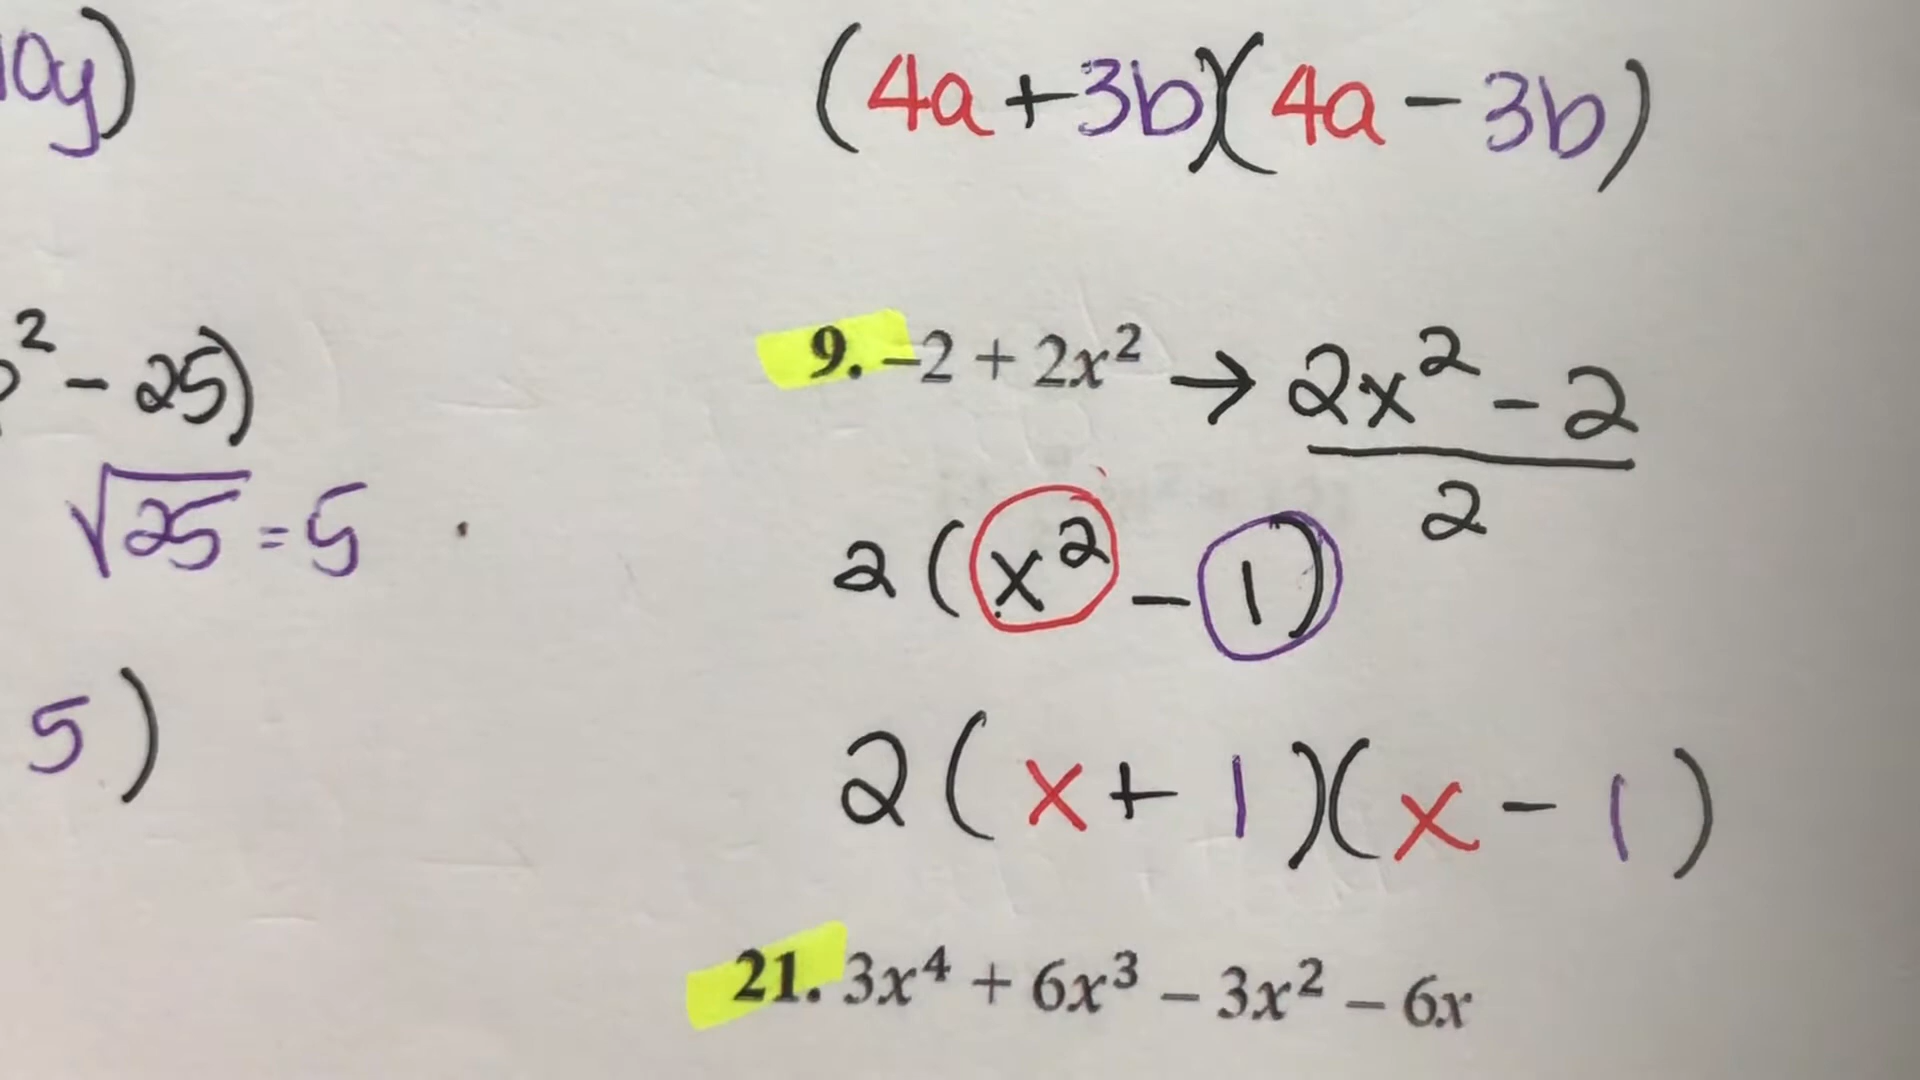 10y)
(4a+3b)(4a-3b)
9. -2 + 2x² → 2x² - 2
2
² - 25)
√25 = 5
2(x² - 1)
5)
2(x + 1)(x - 1)
21. 3x⁴ + 6x³ – 3x² – 6x